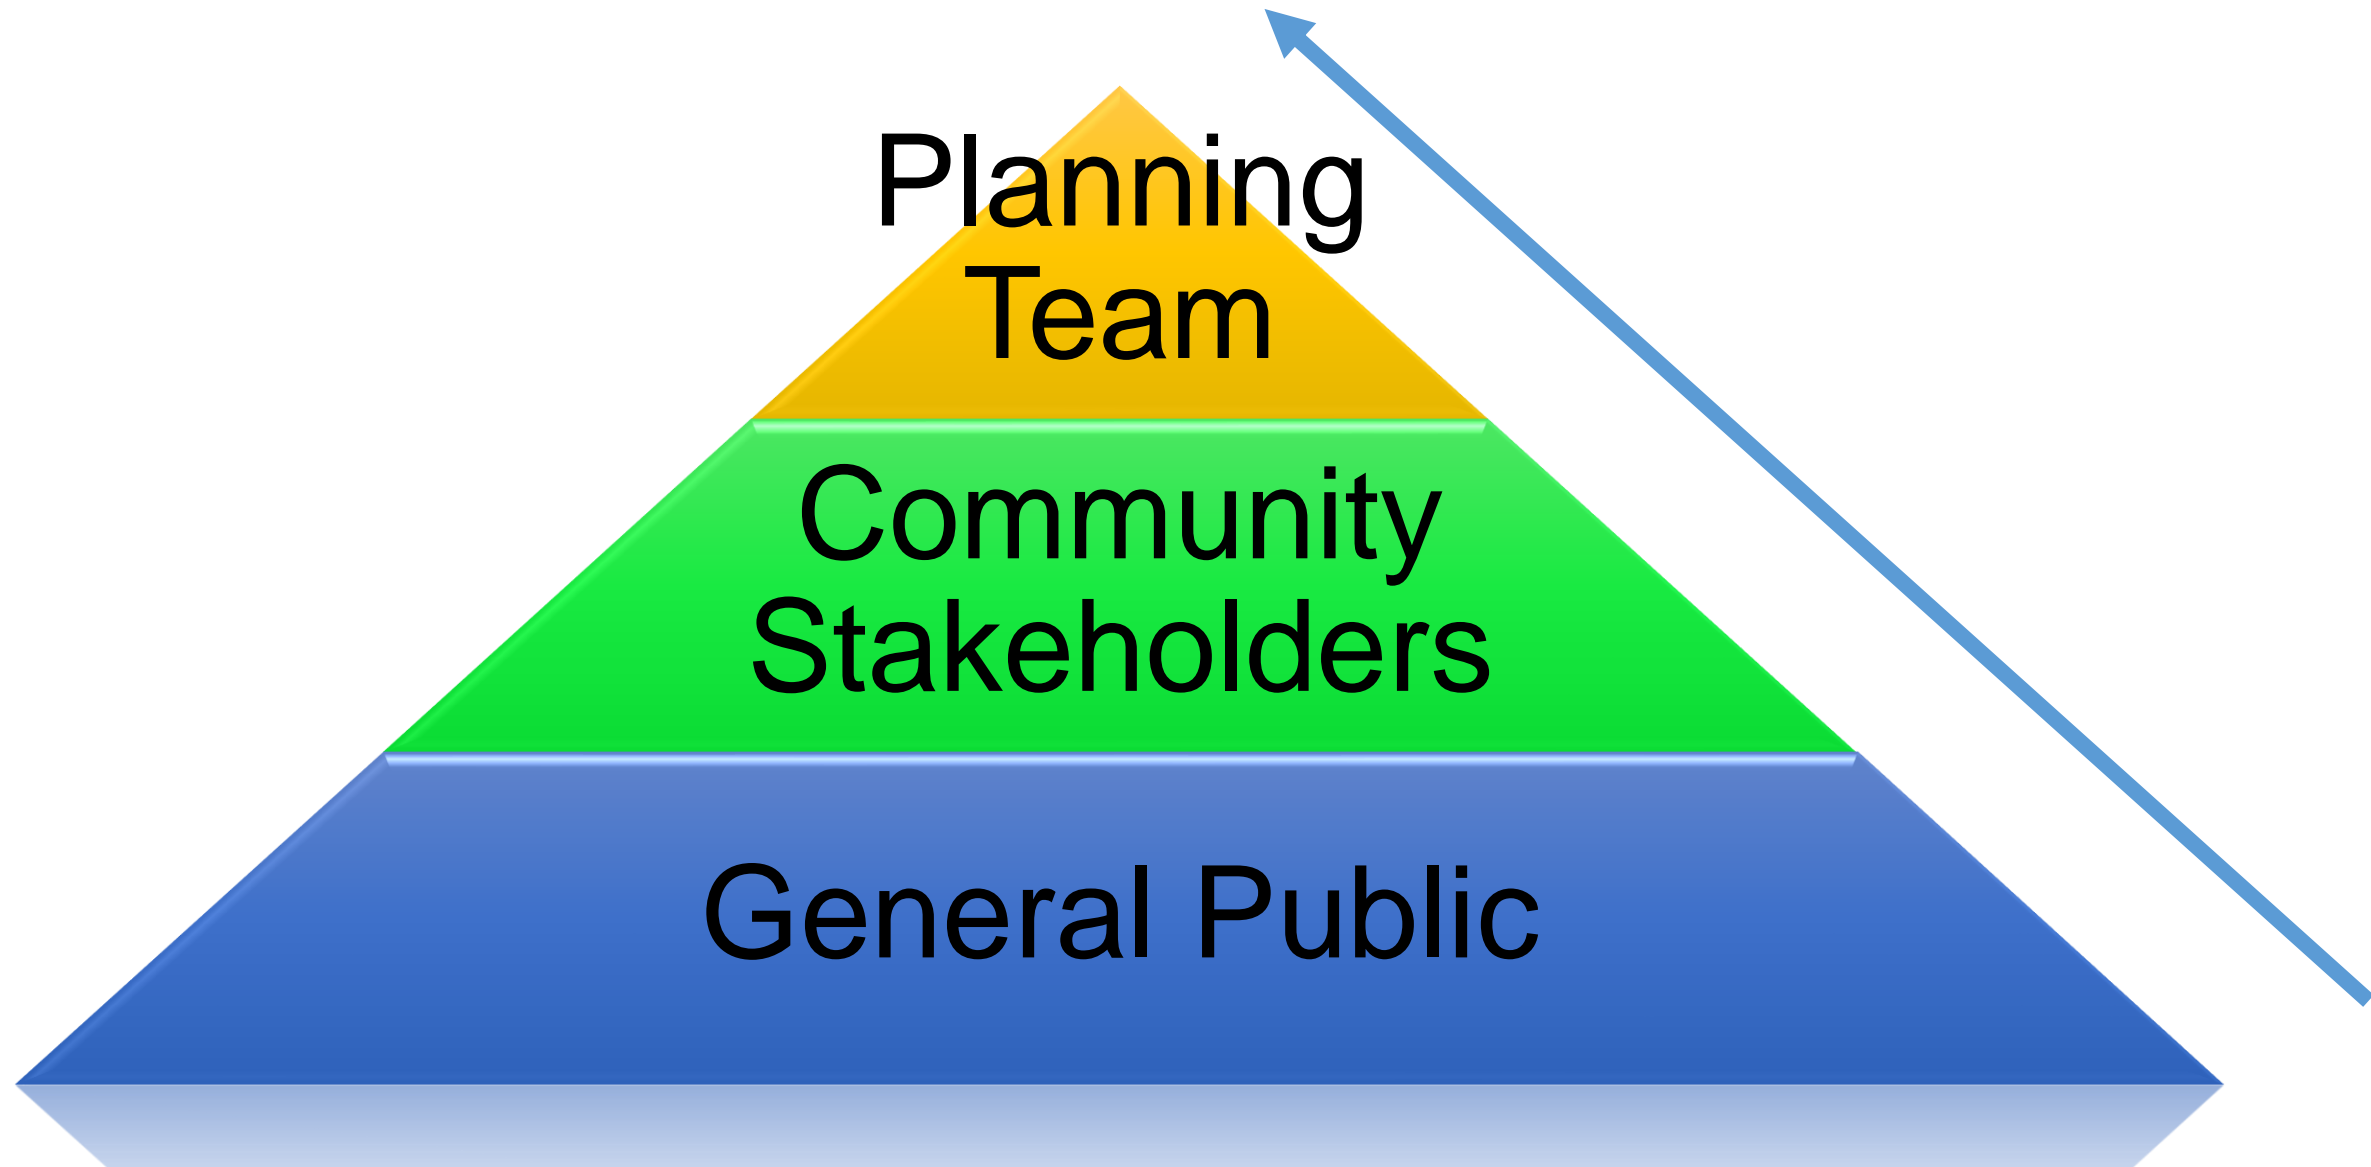 Planning
Team
Community
Stakeholders
General Public